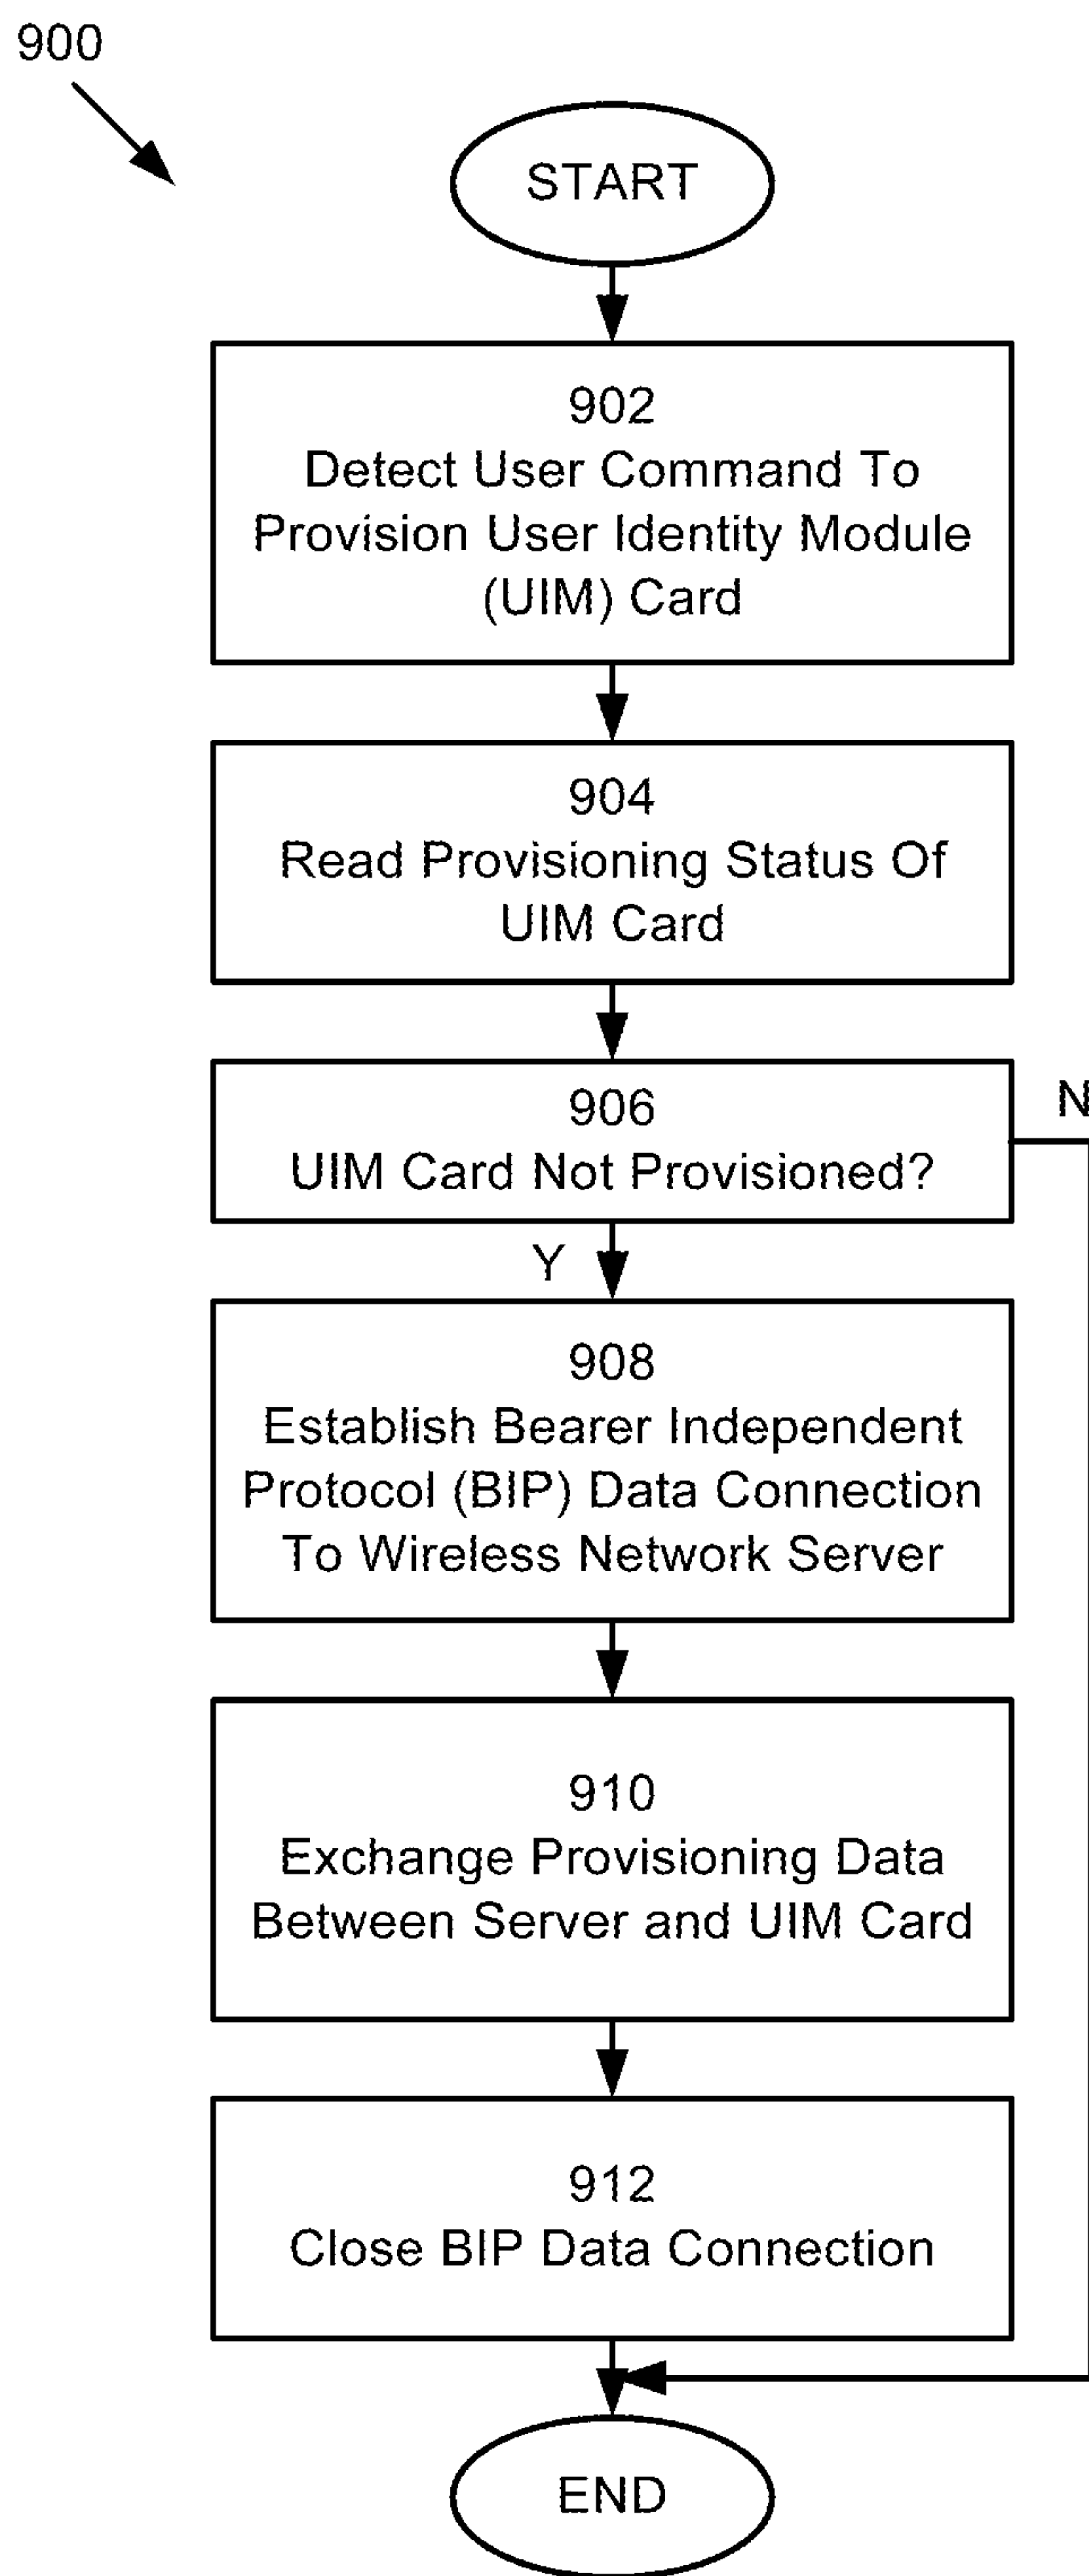 900
START
902
Detect User Command To
Provision User Identity Module
(UIM) Card
904
Read Provisioning Status Of
UIM Card
906
UIM Card Not Provisioned?
N
Y
908
Establish Bearer Independent
Protocol (BIP) Data Connection
To Wireless Network Server
910
Exchange Provisioning Data
Between Server and UIM Card
912
Close BIP Data Connection
END